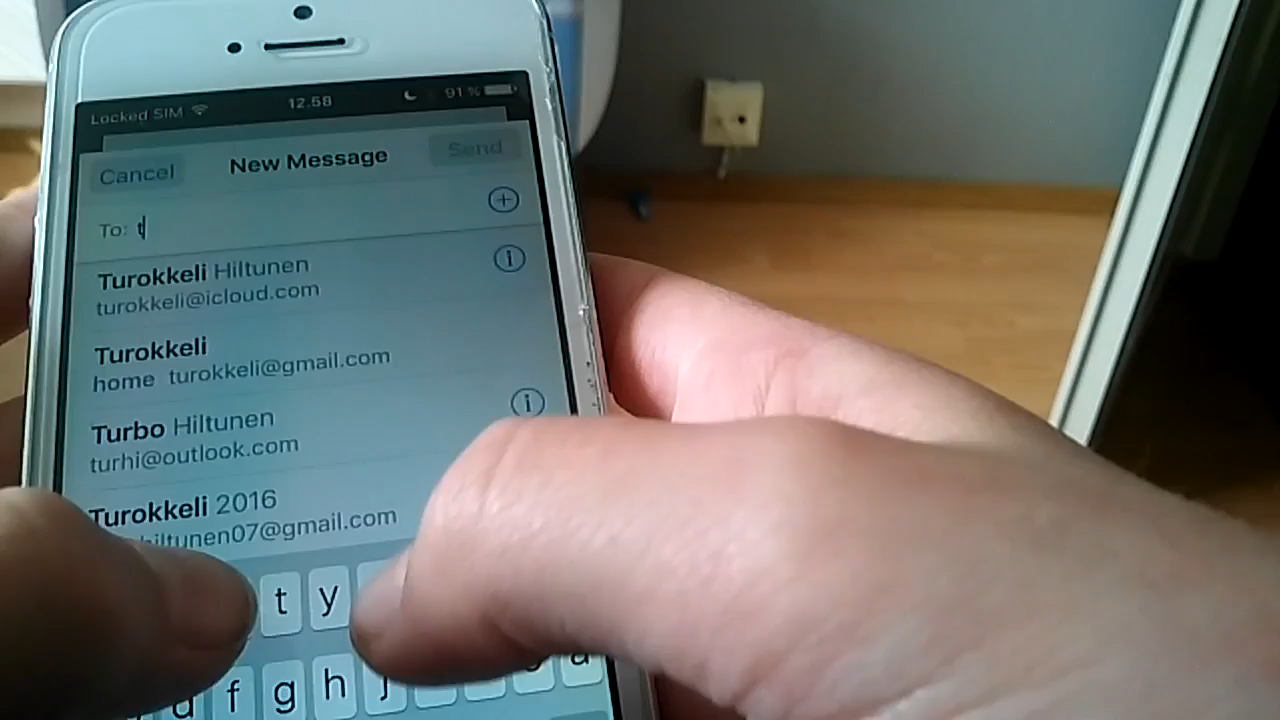 Locked SIM 12.58 91 %
Cancel New Message Send
To: t
Turokkeli Hiltunen
turokkeli@icloud.com
Turokkeli
home turokkeli@gmail.com
Turbo Hiltunen
turhi@outlook.com
Turokkeli 2016
hiltunen07@gmail.com
t y
d f g h j